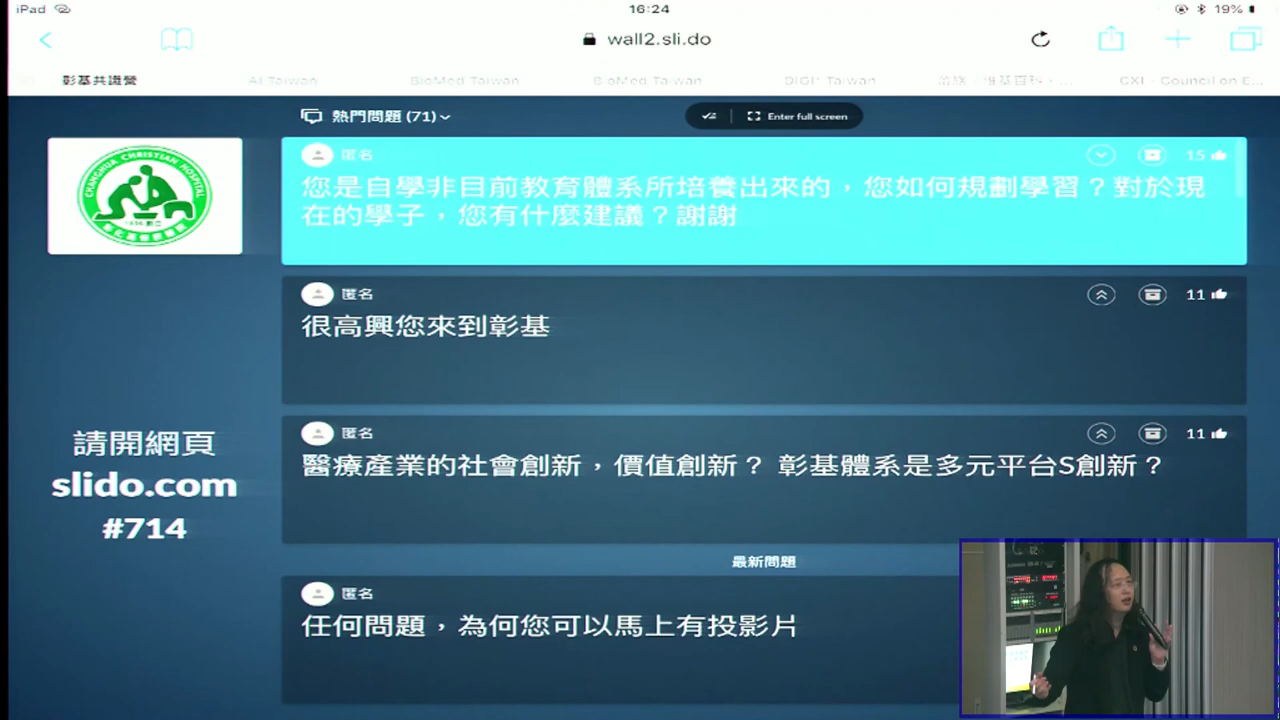 iPad
16:24
19%
wall2.sli.do
彰基共識營
AI Taiwan
BioMed Taiwan
BioMed Taiwan
DIGI+ Taiwan
CXI - Council on E...
熱門問題 (71)
Enter full screen
CHANGHUA CHRISTIAN HOSPITAL
匿名
15
您是自學非目前教育體系所培養出來的，您如何規劃學習？對於現
在的學子，您有什麼建議？謝謝
匿名
11
很高興您來到彰基
匿名
11
醫療產業的社會創新，價值創新？ 彰基體系是多元平台S創新？
請開網頁
slido.com
#714
最新問題
匿名
任何問題，為何您可以馬上有投影片